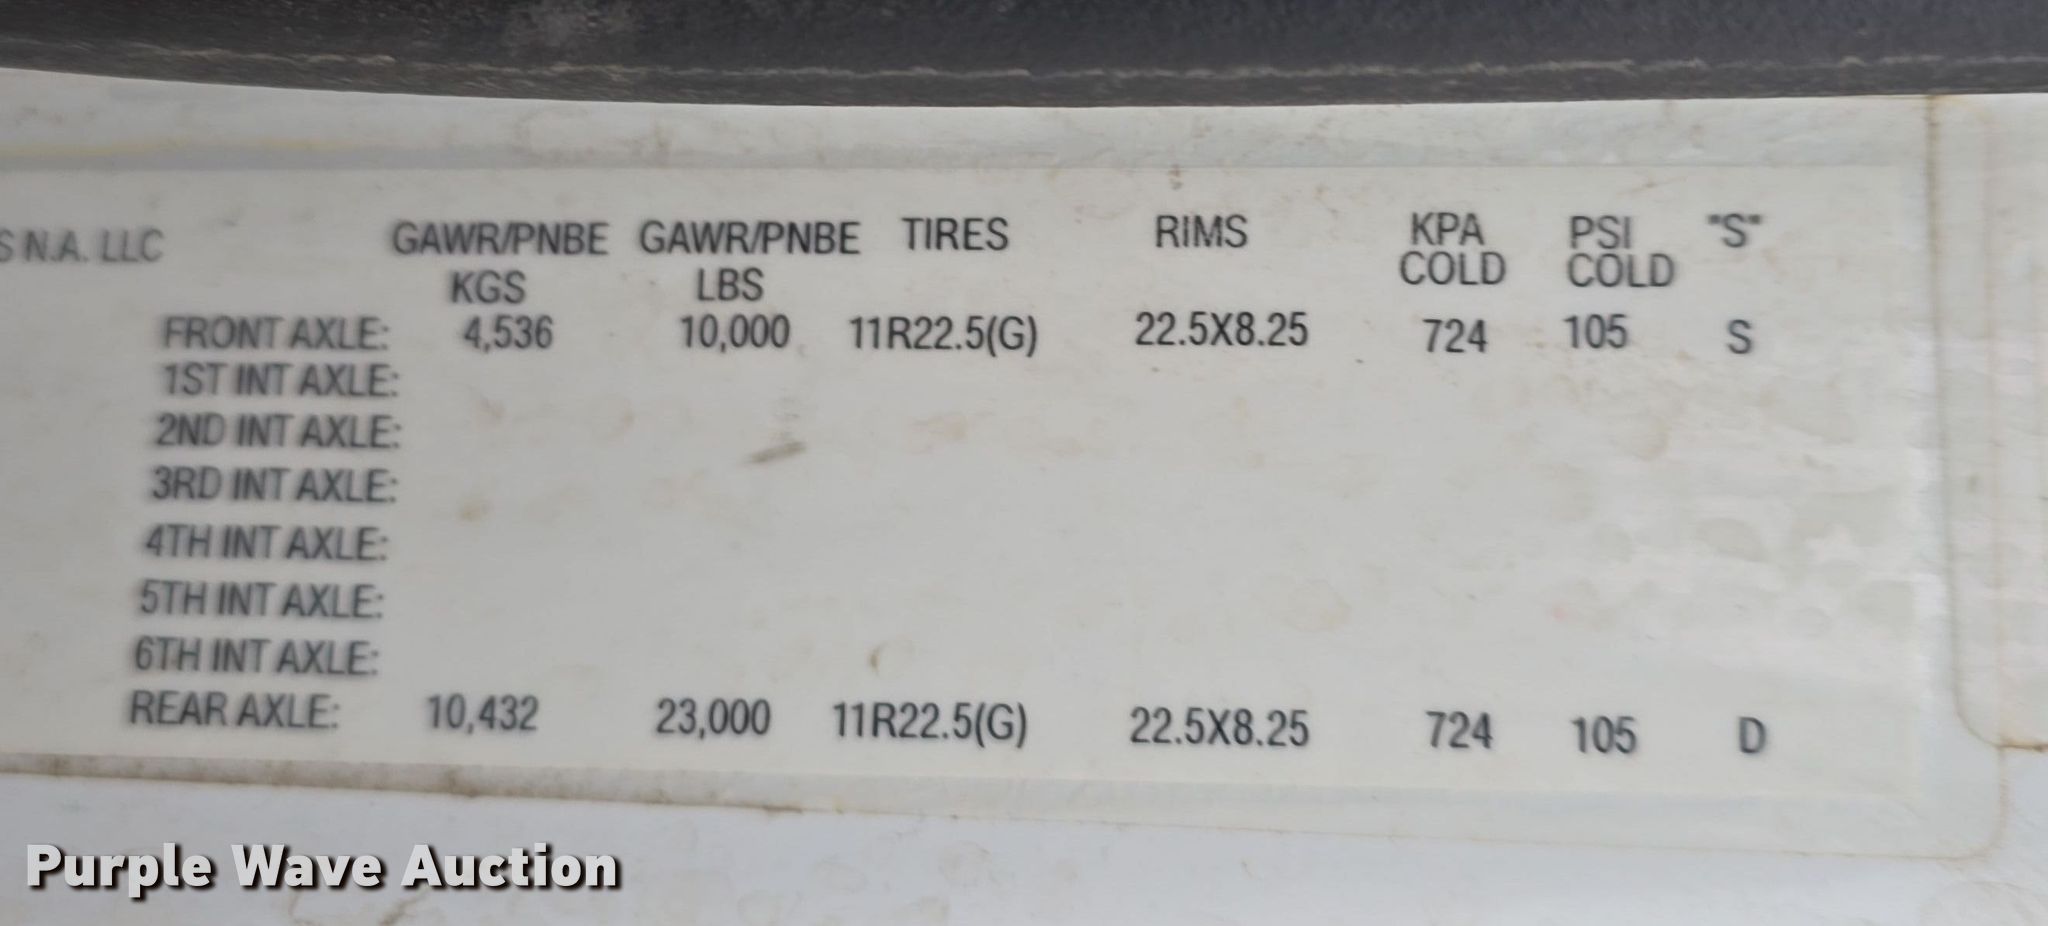 S N.A. LLC GAWR/PNBE GAWR/PNBE TIRES RIMS KPA PSI "S"
KGS LBS COLD COLD
FRONT AXLE: 4,536 10,000 11R22.5(G) 22.5X8.25 724 105 S
1ST INT AXLE:
2ND INT AXLE:
3RD INT AXLE:
4TH INT AXLE:
5TH INT AXLE:
6TH INT AXLE:
REAR AXLE: 10,432 23,000 11R22.5(G) 22.5X8.25 724 105 D
Purple Wave Auction